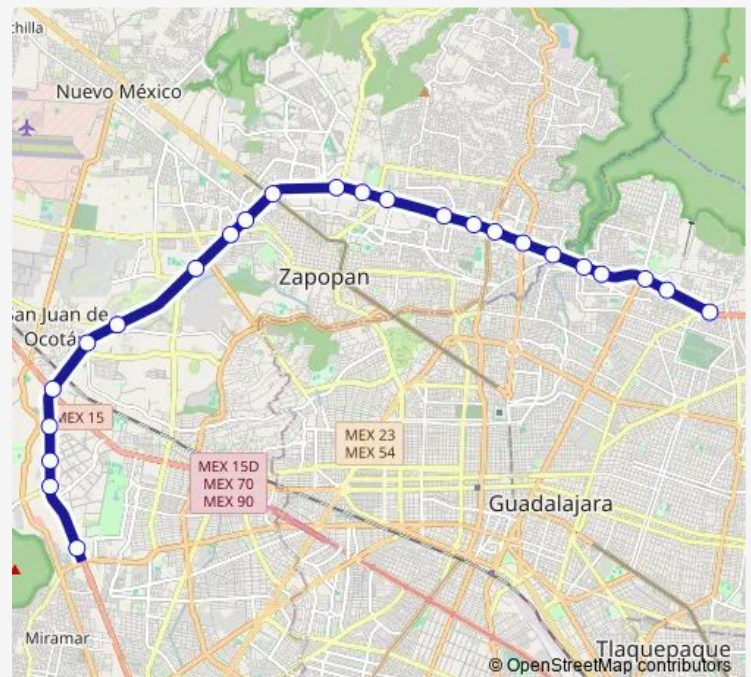 chilla
Nuevo México
Zapopan
San Juan de
Ocotá
MEX 15
MEX 23
MEX 54
MEX 15D
MEX 70
MEX 90
Guadalajara
Miramar
Tlaquepaque
© OpenStreetMap contributors